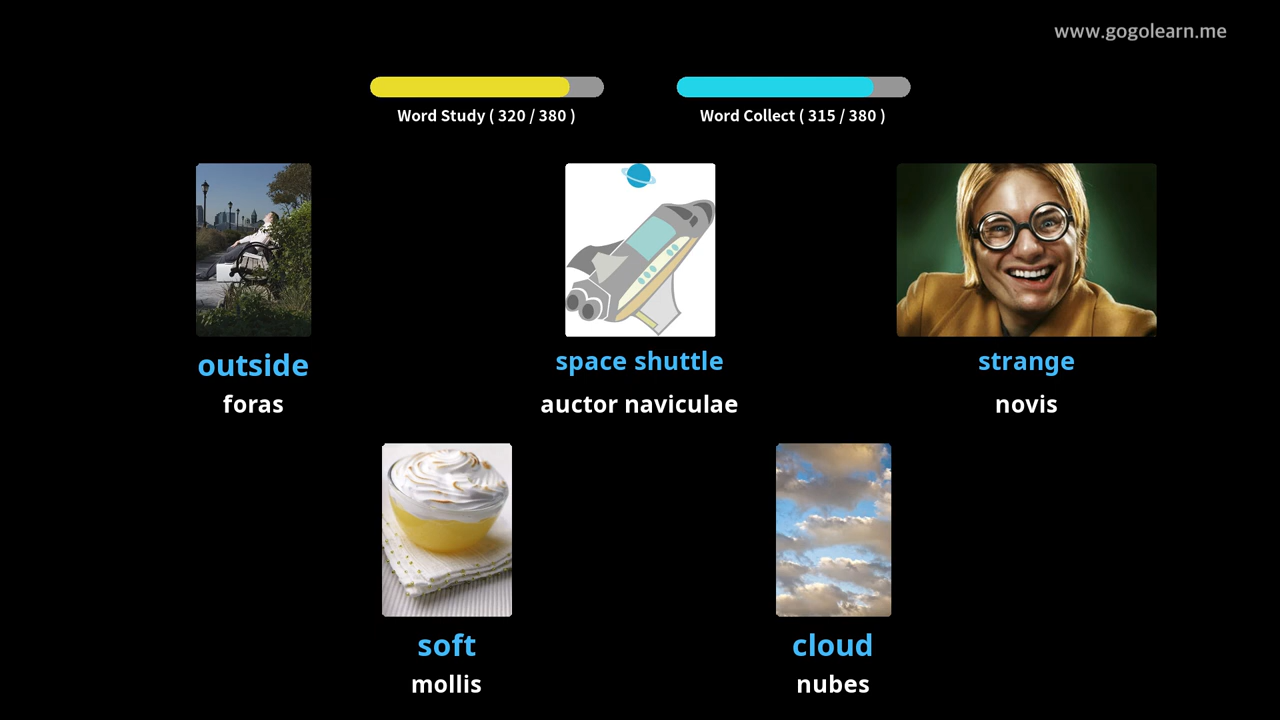 www.gogolearn.me
Word Study ( 320 / 380 )
Word Collect ( 315 / 380 )
outside
foras
space shuttle
auctor naviculae
strange
novis
soft
mollis
cloud
nubes